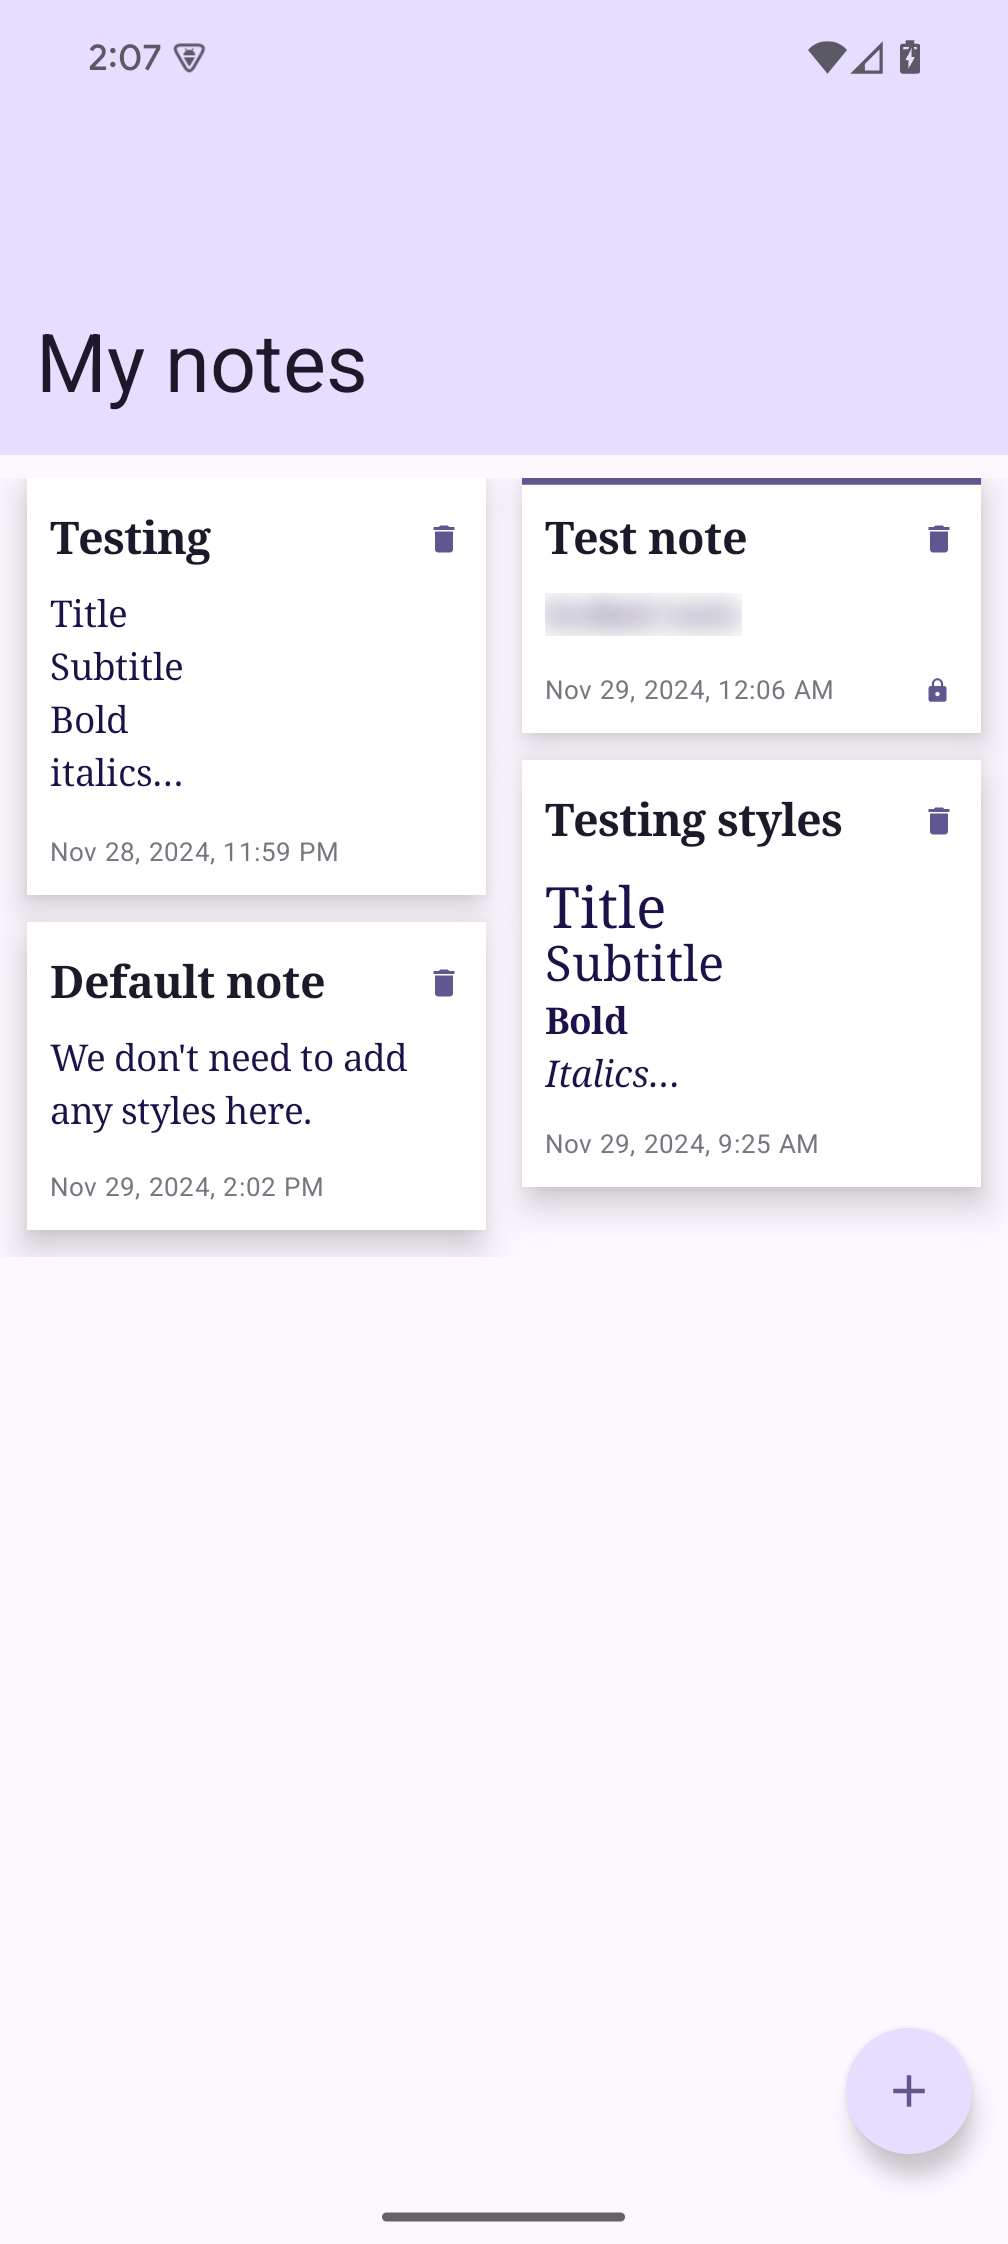 2:07
My notes
Testing
Title
Subtitle
Bold
italics...
Nov 28, 2024, 11:59 PM
Default note
We don't need to add
any styles here.
Nov 29, 2024, 2:02 PM
Test note
Nov 29, 2024, 12:06 AM
Testing styles
Title
Subtitle
Bold
Italics...
Nov 29, 2024, 9:25 AM